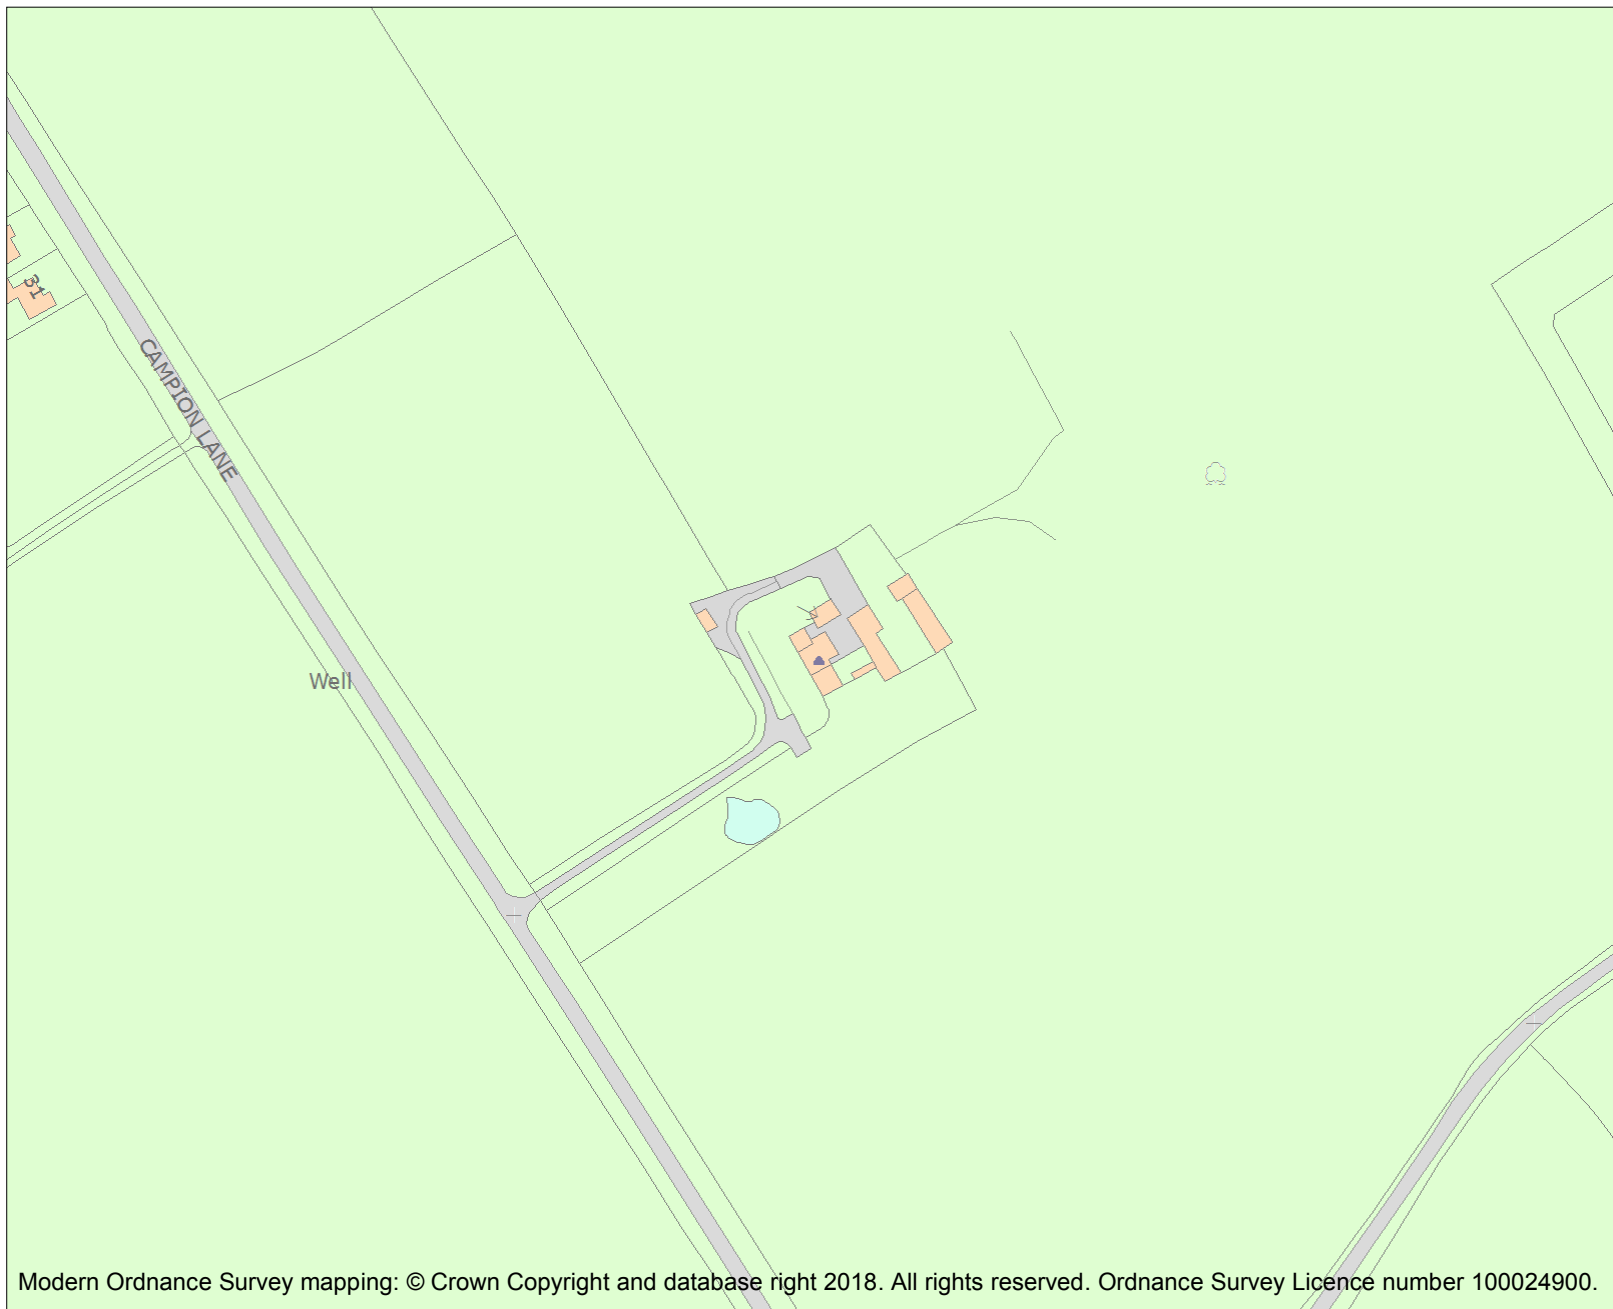 31
CAMPION LANE
Well
Modern Ordnance Survey mapping: © Crown Copyright and database right 2018. All rights reserved. Ordnance Survey Licence number 100024900.